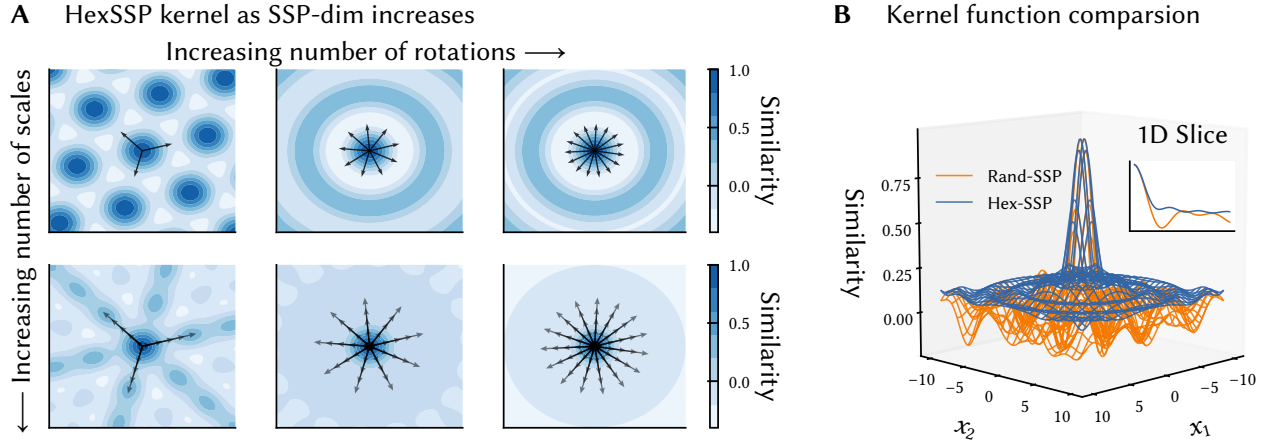 A HexSSP kernel as SSP-dim increases
Increasing number of rotations ⟶
⟵ Increasing number of scales
1.0
0.5
0.0
Similarity
1.0
0.5
0.0
Similarity
B Kernel function comparsion
1D Slice
Rand-SSP
Hex-SSP
Similarity
0.75
0.50
0.25
0.00
−10
−5
0
5
10
x₂
10
5
0
−5
−10
x₁